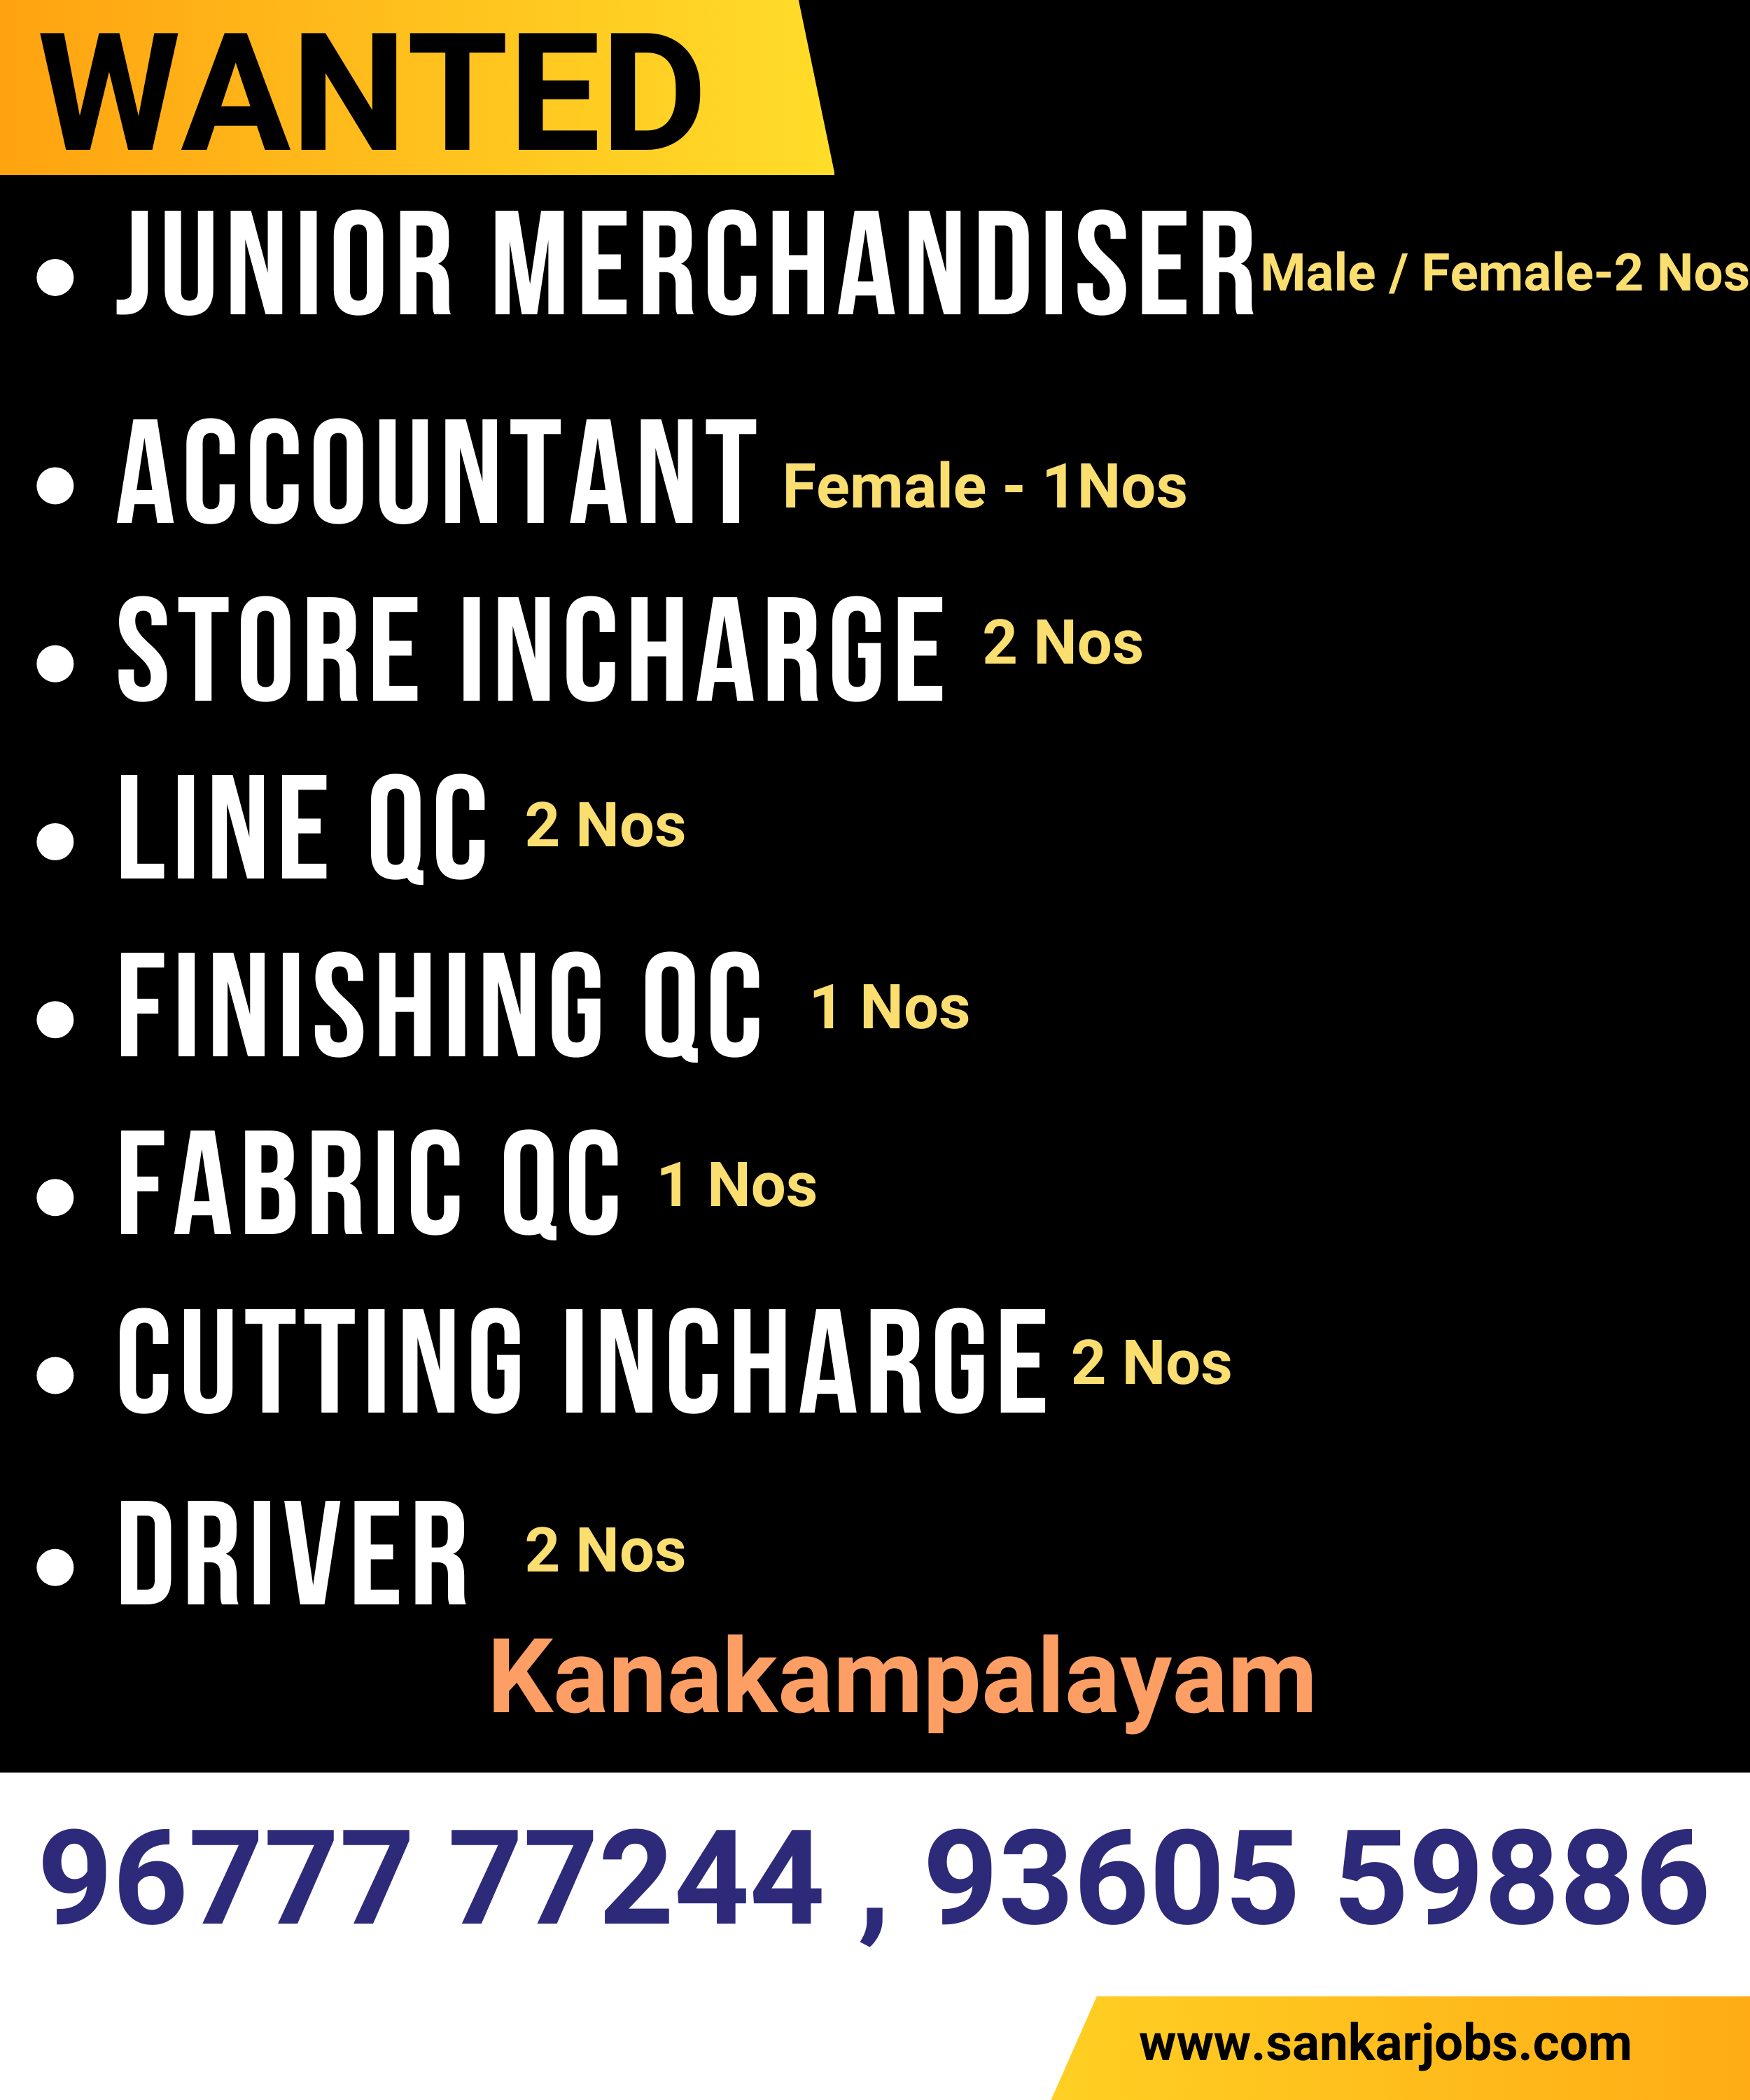 WANTED
• JUNIOR MERCHANDISER Male / Female-2 Nos
• ACCOUNTANT Female - 1Nos
• STORE INCHARGE 2 Nos
• LINE QC 2 Nos
• FINISHING QC 1 Nos
• FABRIC QC 1 Nos
• CUTTING INCHARGE 2 Nos
• DRIVER 2 Nos
Kanakampalayam
96777 77244 , 93605 59886
www.sankarjobs.com